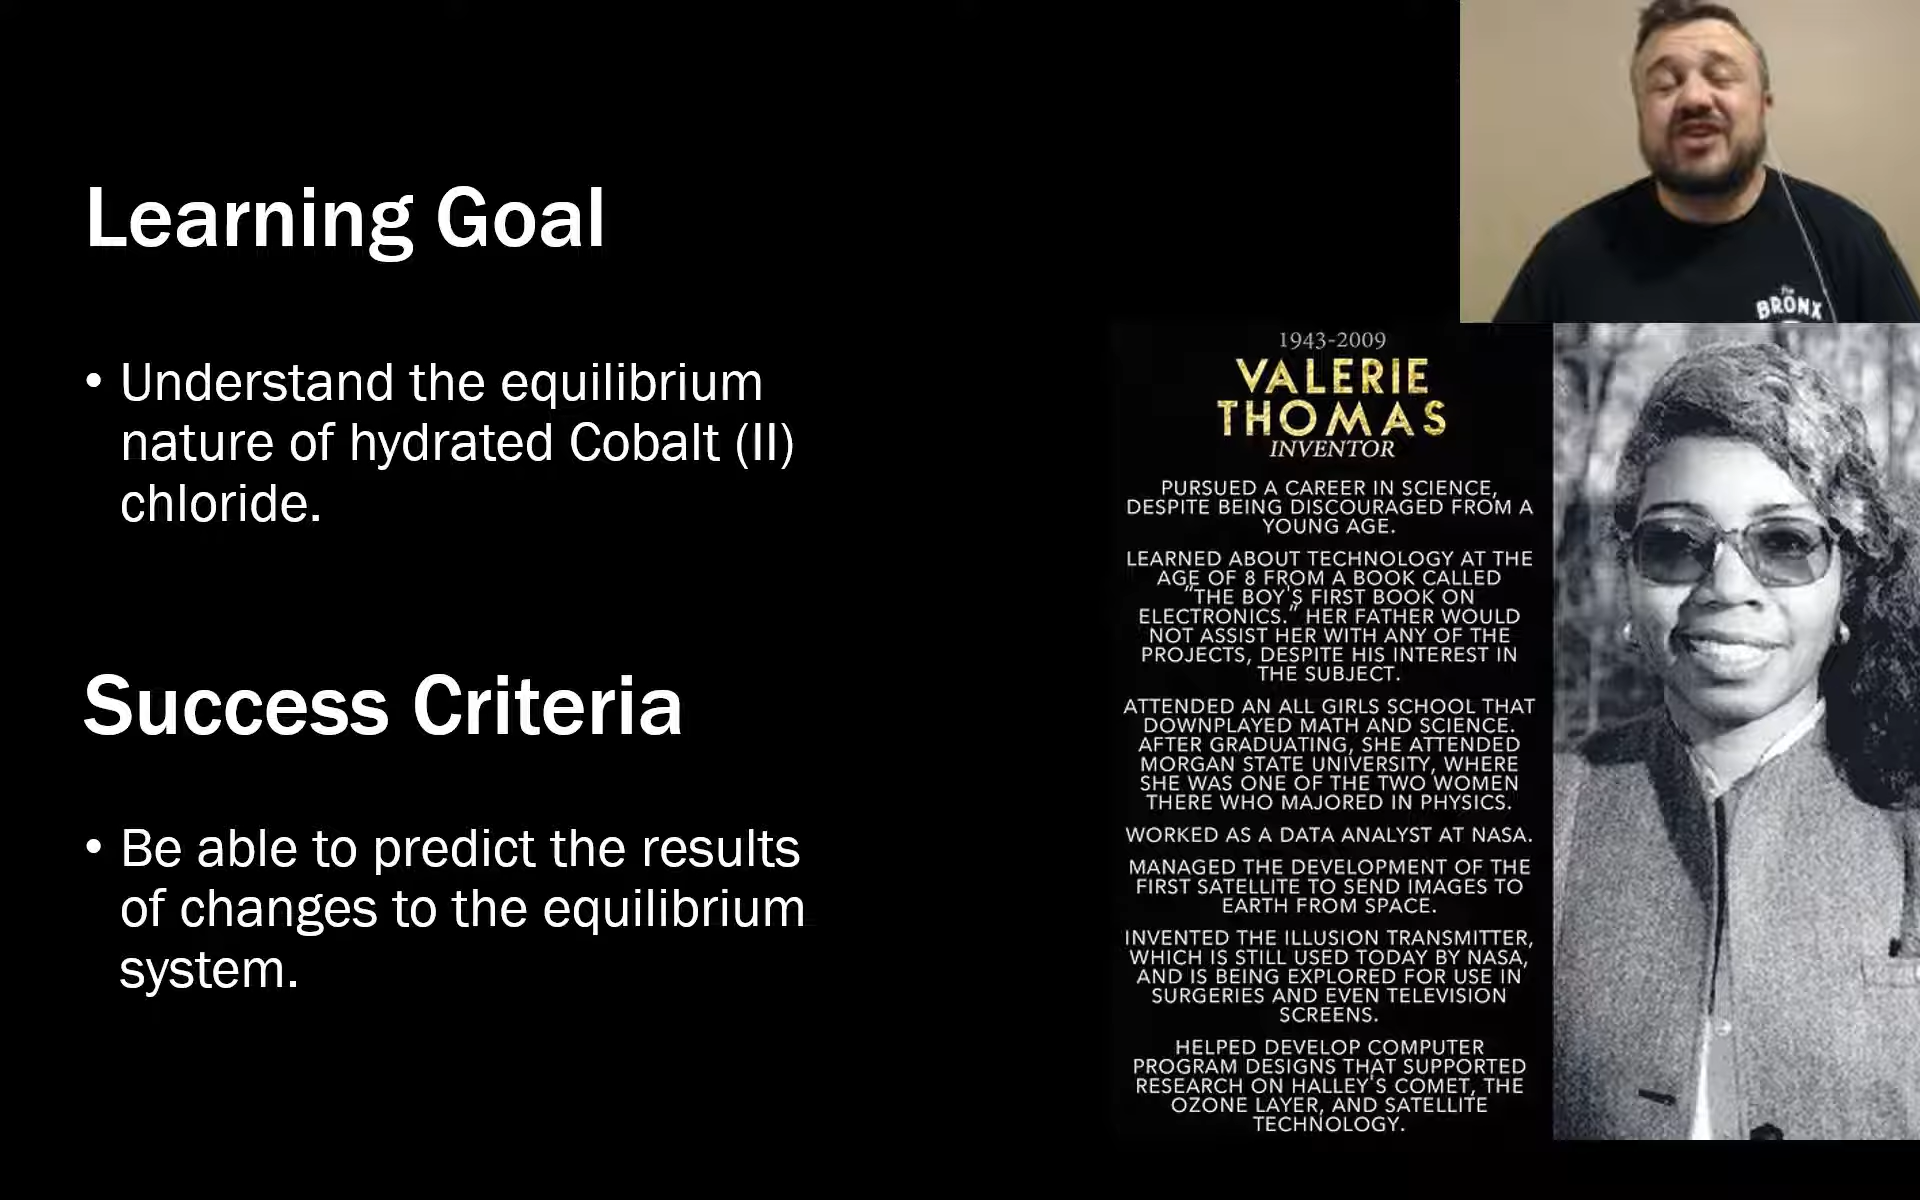 Learning Goal
• Understand the equilibrium
nature of hydrated Cobalt (II)
chloride.
Success Criteria
• Be able to predict the results
of changes to the equilibrium
system.
The
BRONX
1943-2009
VALERIE
THOMAS
INVENTOR
PURSUED A CAREER IN SCIENCE,
DESPITE BEING DISCOURAGED FROM A
YOUNG AGE.
LEARNED ABOUT TECHNOLOGY AT THE
AGE OF 8 FROM A BOOK CALLED
"THE BOY'S FIRST BOOK ON
ELECTRONICS." HER FATHER WOULD
NOT ASSIST HER WITH ANY OF THE
PROJECTS, DESPITE HIS INTEREST IN
THE SUBJECT.
ATTENDED AN ALL GIRLS SCHOOL THAT
DOWNPLAYED MATH AND SCIENCE.
AFTER GRADUATING, SHE ATTENDED
MORGAN STATE UNIVERSITY, WHERE
SHE WAS ONE OF THE TWO WOMEN
THERE WHO MAJORED IN PHYSICS.
WORKED AS A DATA ANALYST AT NASA.
MANAGED THE DEVELOPMENT OF THE
FIRST SATELLITE TO SEND IMAGES TO
EARTH FROM SPACE.
INVENTED THE ILLUSION TRANSMITTER,
WHICH IS STILL USED TODAY BY NASA,
AND IS BEING EXPLORED FOR USE IN
SURGERIES AND EVEN TELEVISION
SCREENS.
HELPED DEVELOP COMPUTER
PROGRAM DESIGNS THAT SUPPORTED
RESEARCH ON HALLEY'S COMET, THE
OZONE LAYER, AND SATELLITE
TECHNOLOGY.